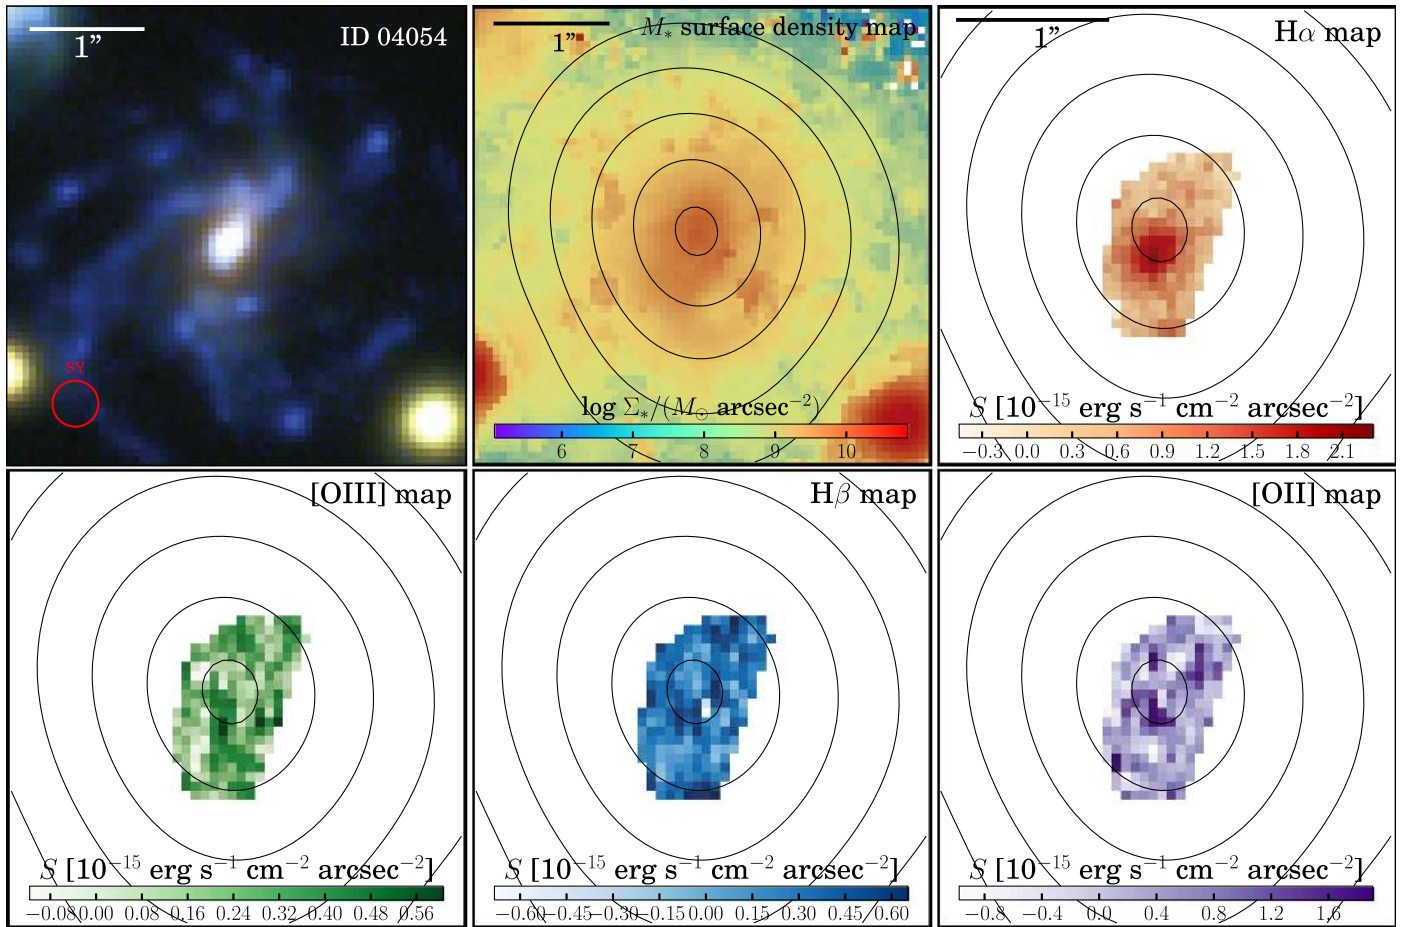 1”
ID 04054
SY
M* surface density map
1”
log Σ*/(M⊙ arcsec⁻²)
6 7 8 9 10
Hα map
1”
S [10⁻¹⁵ erg s⁻¹ cm⁻² arcsec⁻²]
−0.3 0.0 0.3 0.6 0.9 1.2 1.5 1.8 2.1
[OIII] map
S [10⁻¹⁵ erg s⁻¹ cm⁻² arcsec⁻²]
−0.08 0.00 0.08 0.16 0.24 0.32 0.40 0.48 0.56
Hβ map
S [10⁻¹⁵ erg s⁻¹ cm⁻² arcsec⁻²]
−0.60 −0.45 −0.30 −0.15 0.00 0.15 0.30 0.45 0.60
[OII] map
S [10⁻¹⁵ erg s⁻¹ cm⁻² arcsec⁻²]
−0.8 −0.4 0.0 0.4 0.8 1.2 1.6